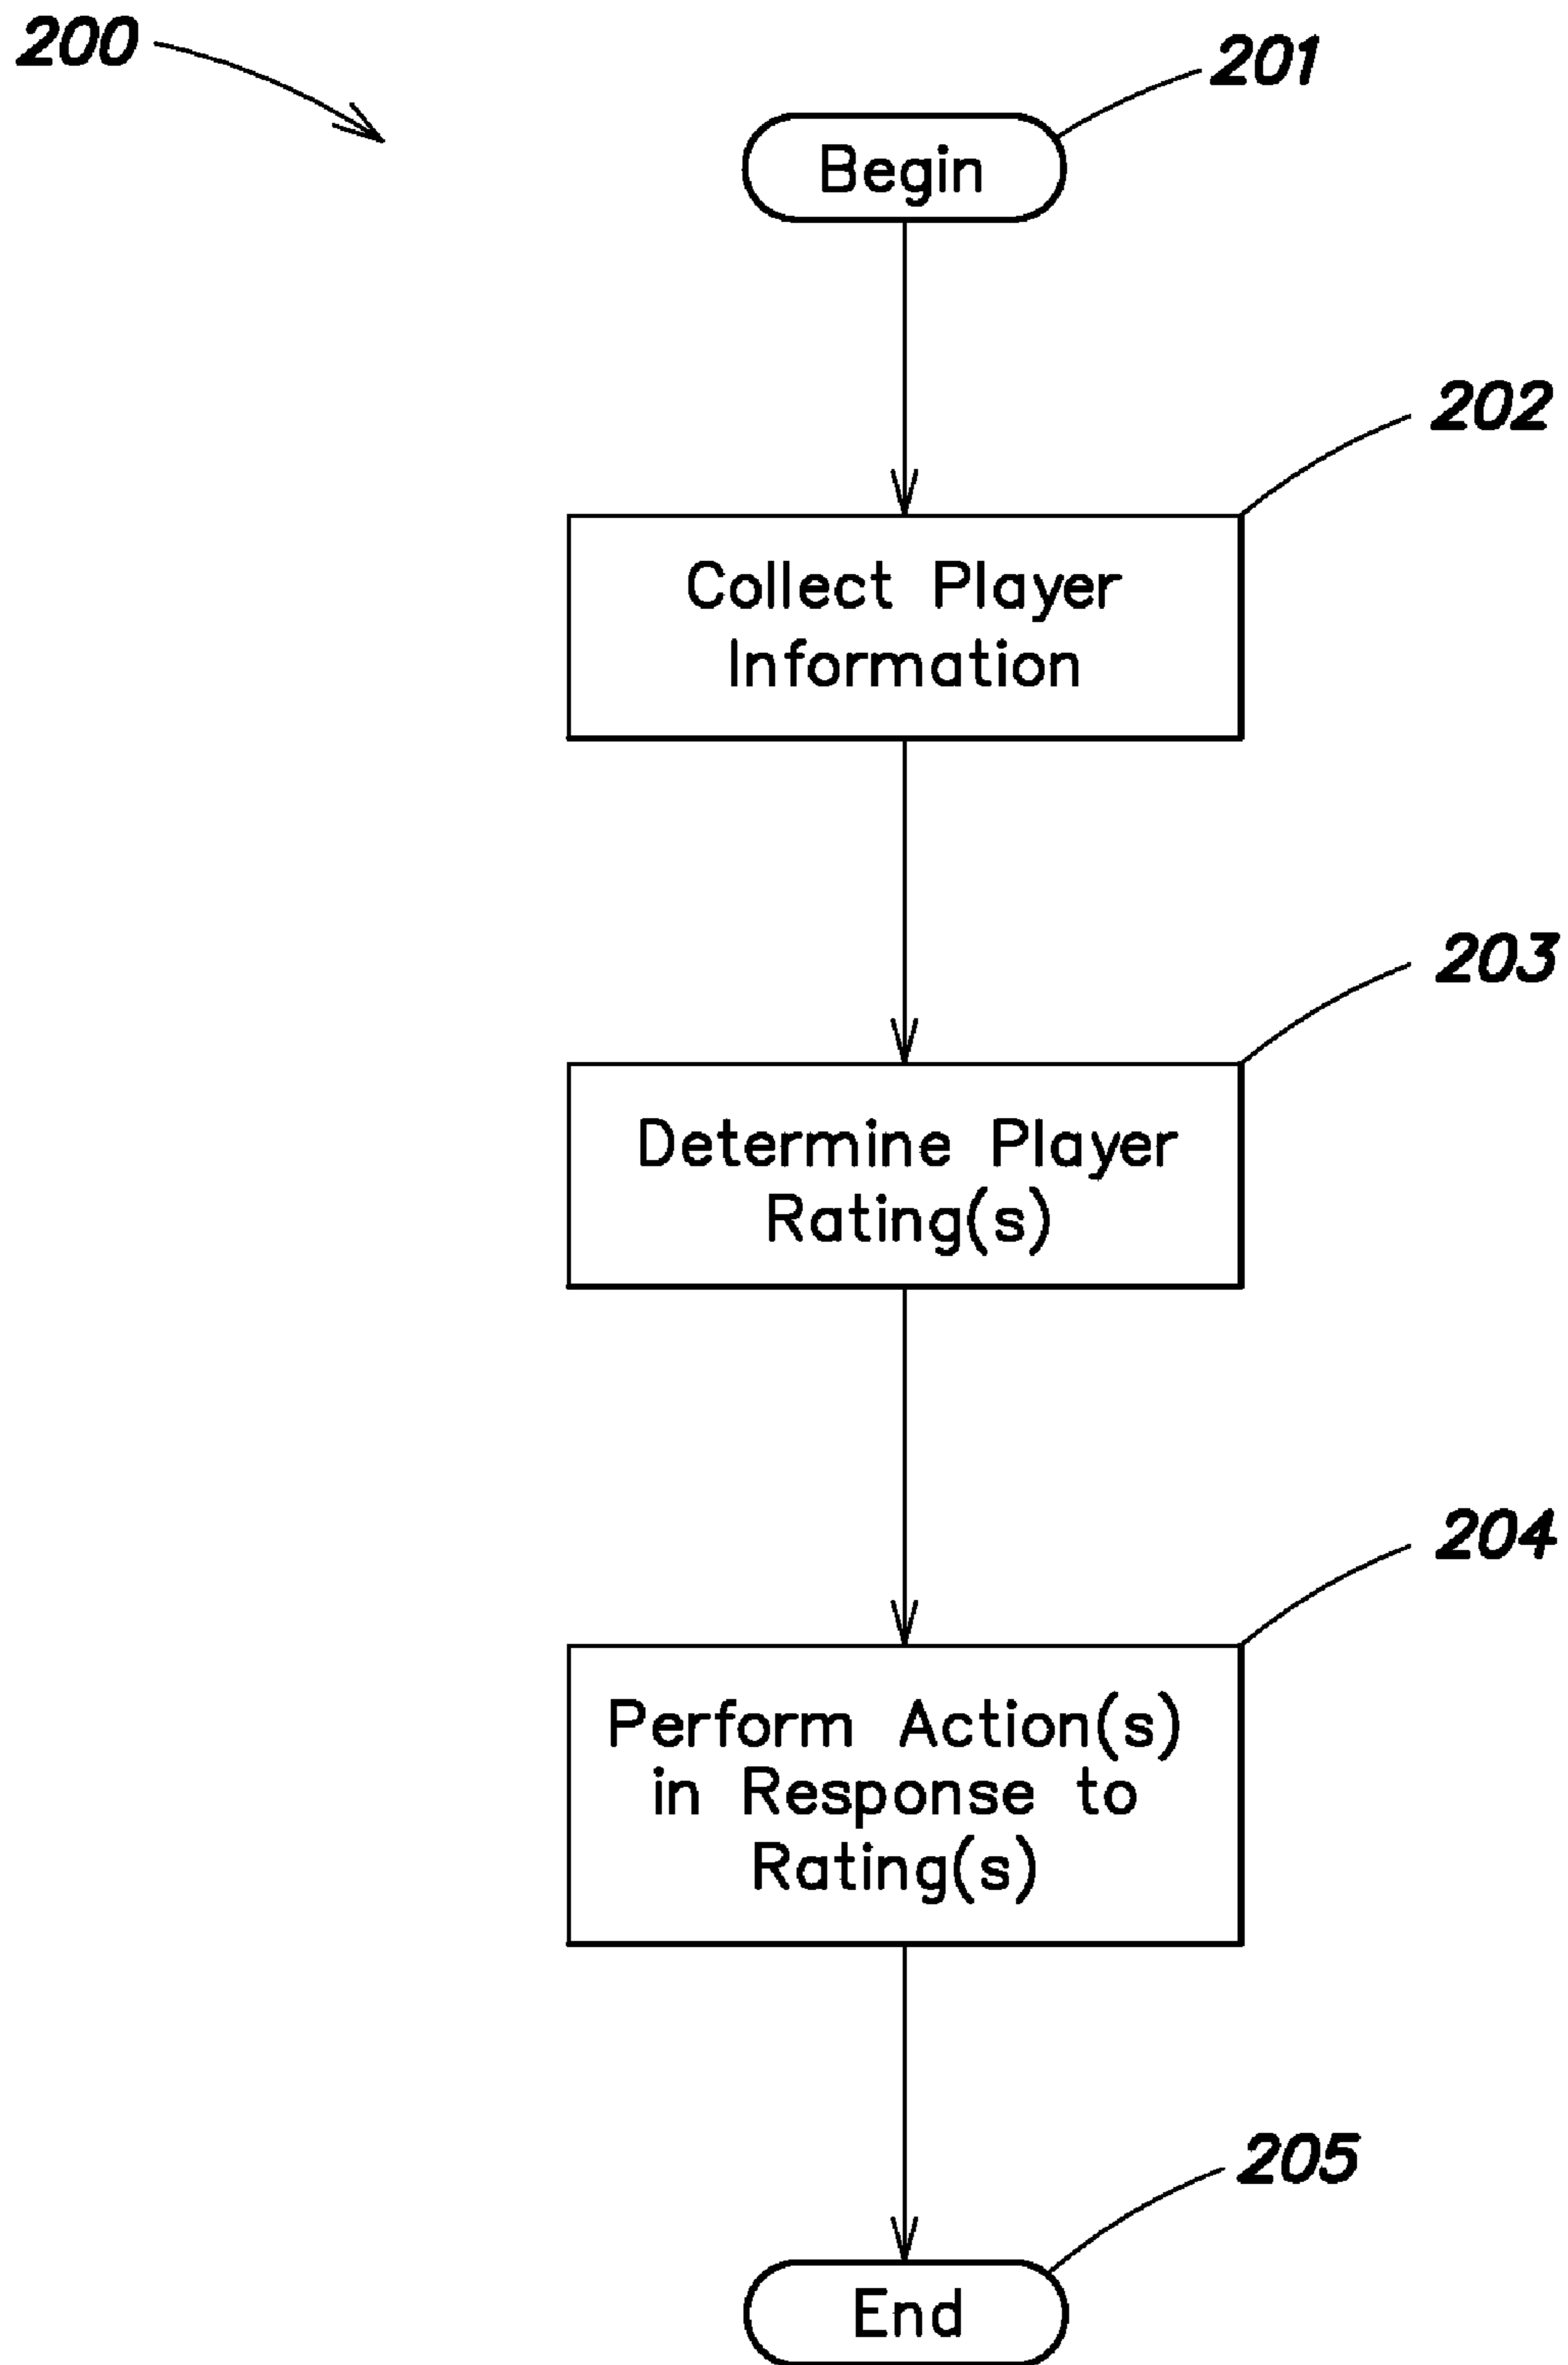 200
201
Begin
202
Collect Player
Information
203
Determine Player
Rating(s)
204
Perform Action(s)
in Response to
Rating(s)
205
End